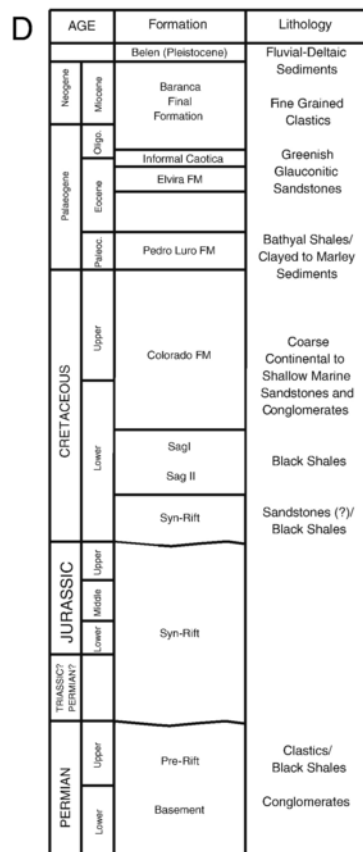 D
AGE
Formation
Lithology
Belen (Pleistocene)
Fluvial-Deltaic
Sediments
Neogene
Miocene
Baranca
Final
Formation
Fine Grained
Clastics
Palaeogene
Oligo.
Informal Caotica
Greenish
Glauconitic
Sandstones
Eocene
Elvira FM
Paleoc.
Pedro Luro FM
Bathyal Shales/
Clayed to Marley
Sediments
CRETACEOUS
Upper
Colorado FM
Coarse
Continental to
Shallow Marine
Sandstones and
Conglomerates
Lower
SagI
Sag II
Black Shales
Syn-Rift
Sandstones (?)/
Black Shales
JURASSIC
Upper
Middle
Lower
Syn-Rift
TRIASSIC?
PERMIAN?
PERMIAN
Upper
Pre-Rift
Clastics/
Black Shales
Lower
Basement
Conglomerates